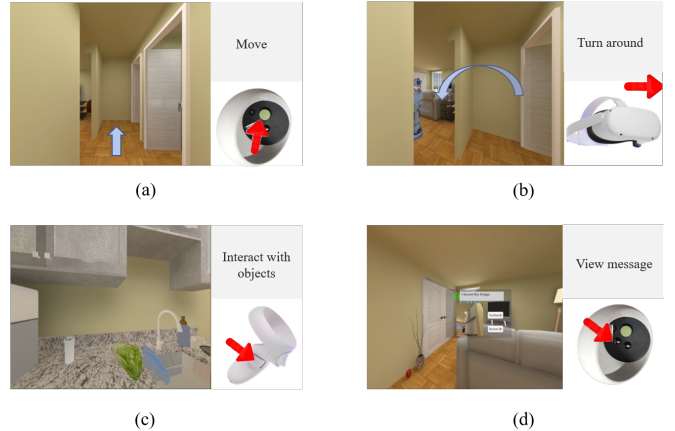 Move
(a)
Turn around
(b)
Interact with
objects
(c)
View message
(d)